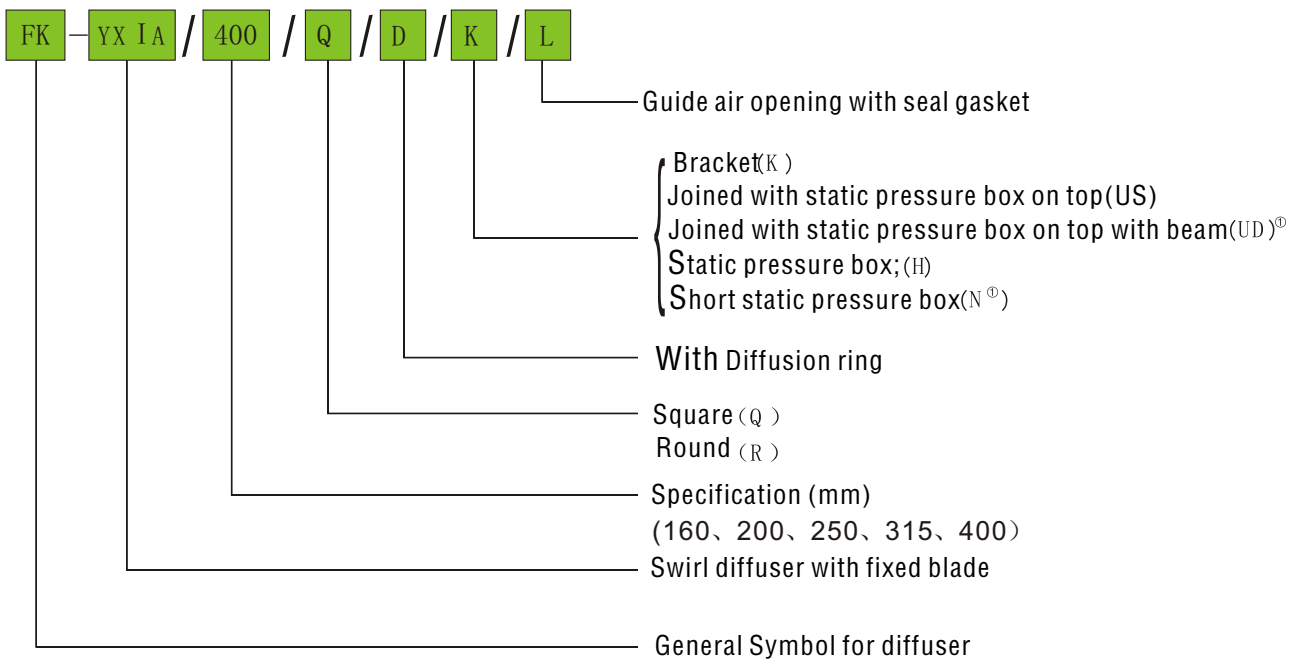 FK-YX I A/400/Q/D/K/L
Guide air opening with seal gasket
Bracket(K)
Joined with static pressure box on top(US)
Joined with static pressure box on top with beam(UD)①
Static pressure box;(H)
Short static pressure box(N①)
With Diffusion ring
Square(Q)
Round(R)
Specification (mm)
(160、200、250、315、400)
Swirl diffuser with fixed blade
General Symbol for diffuser